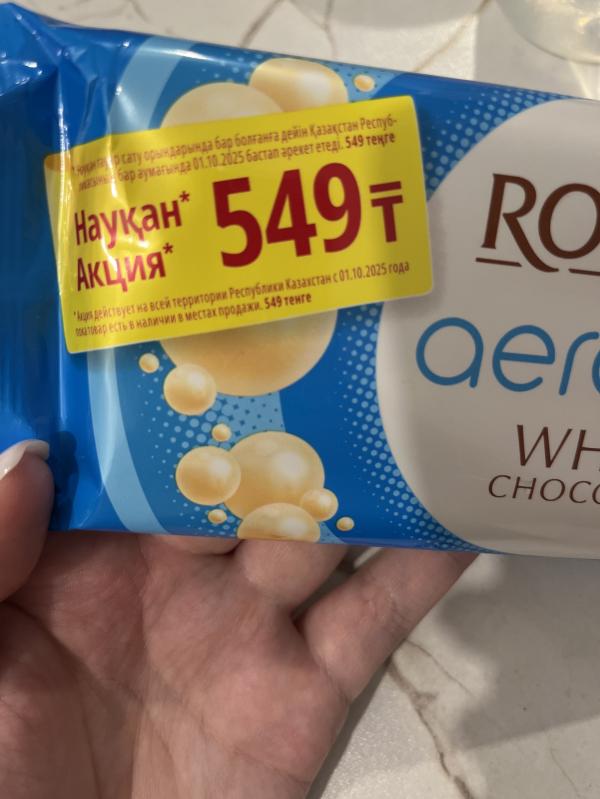 тауар сату орындарында бар болғанға дейін Қазақстан Респуб-
бар аумағында 01.10.2025 бастап әрекет етеді. 549 теңге
Науқан*
Акция*
549 ₸
*Акция действует на всей территории Республики Казахстан с 01.10.2025 года
пока товар есть в наличии в местах продажи. 549 тенге
RO
aero
WH
CHOCO